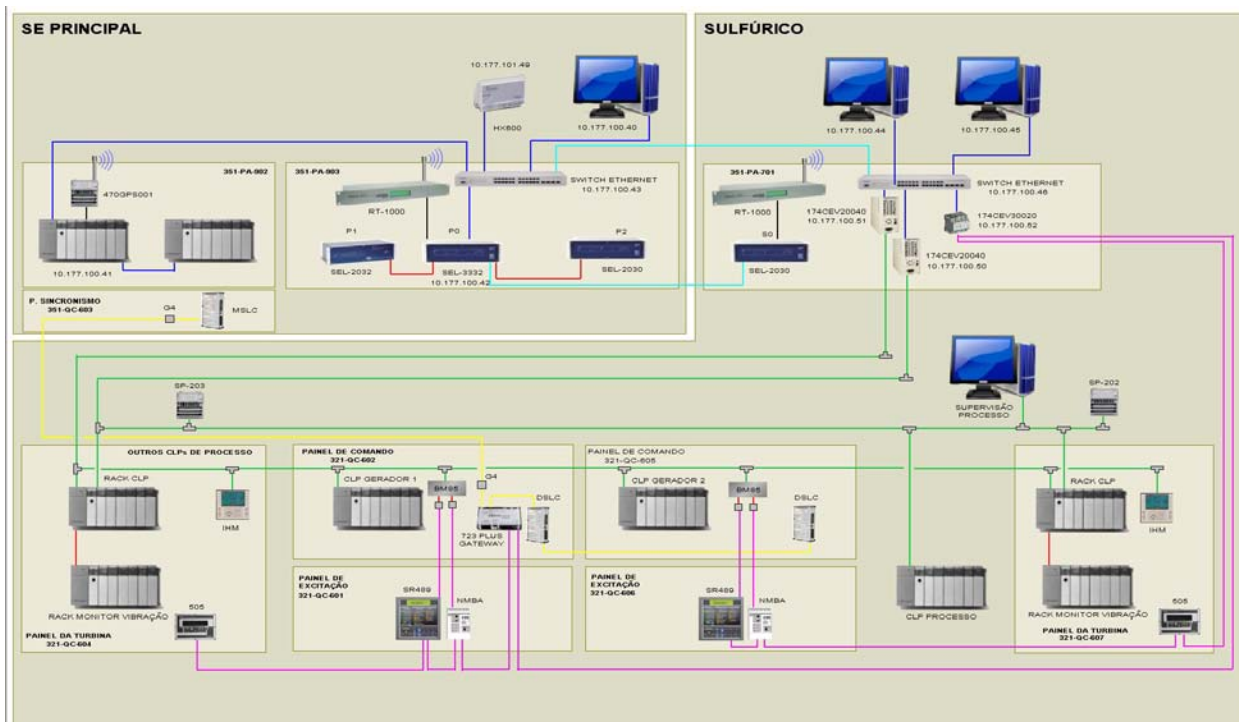 SE PRINCIPAL
SULFÚRICO
10.177.101.49
HX600
10.177.100.40
10.177.100.44
10.177.100.45
351-PA-902
351-PA-903
351-PA-701
470GPS001
SWITCH ETHERNET
10.177.100.43
SWITCH ETHERNET
10.177.100.46
RT-1000
RT-1000
174CEV20040
10.177.100.51
174CEV30020
10.177.100.52
P1
P0
P2
S0
SEL-2032
SEL-3332
10.177.100.42
SEL-2030
SEL-2030
174CEV20040
10.177.100.50
10.177.100.41
P. SINCRONISMO
351-QC-603
G4
MSLC
SP-203
SP-202
SUPERVISÃO
PROCESSO
OUTROS CLPs DE PROCESSO
RACK CLP
IHM
RACK MONITOR VIBRAÇÃO
505
PAINEL DA TURBINA
321-QC-604
PAINEL DE COMANDO
321-QC-602
CLP GERADOR 1
BM85
G4
DSLC
723 PLUS
GATEWAY
PAINEL DE COMANDO
321-QC-605
CLP GERADOR 2
BM85
DSLC
PAINEL DE
EXCITAÇÃO
321-QC-601
SR489
NMBA
PAINEL DE
EXCITAÇÃO
321-QC-606
SR489
NMBA
CLP PROCESSO
RACK CLP
IHM
RACK MONITOR VIBRAÇÃO
505
PAINEL DA TURBINA
321-QC-607